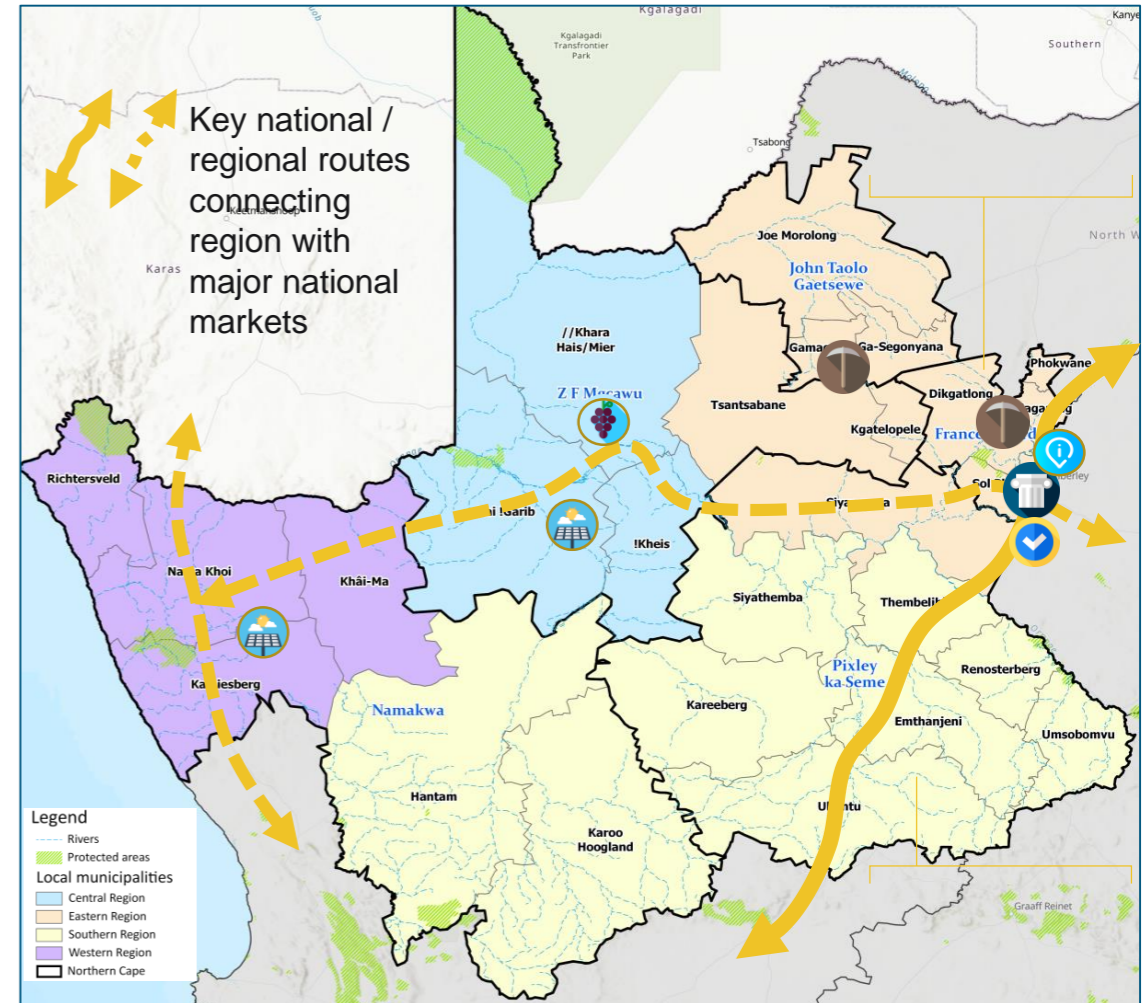 Kgalagadi
Kanye
Kgalagadi
Transfrontier
Park
Southern
Molopo
Tsabong
Key national /
regional routes
connecting
region with
major national
markets
Keetmanshoop
Karas
North W
Joe Morolong
John Taolo
Gaetsewe
//Khara
Hais/Mier
Ga-Segonyana
Phokwane
Z F Mgcawu
Tsantsabane
Dikgatlong
Kgatelopele
Richtersveld
!Kheis
Nama Khoi
Khâi-Ma
Siyathemba
Pixley
ka Seme
Renosterberg
Namakwa
Kareeberg
Emthanjeni
Umsobomvu
Hantam
Karoo
Hoogland
Graaff Reinet
Legend
Rivers
Protected areas
Local municipalities
Central Region
Eastern Region
Southern Region
Western Region
Northern Cape